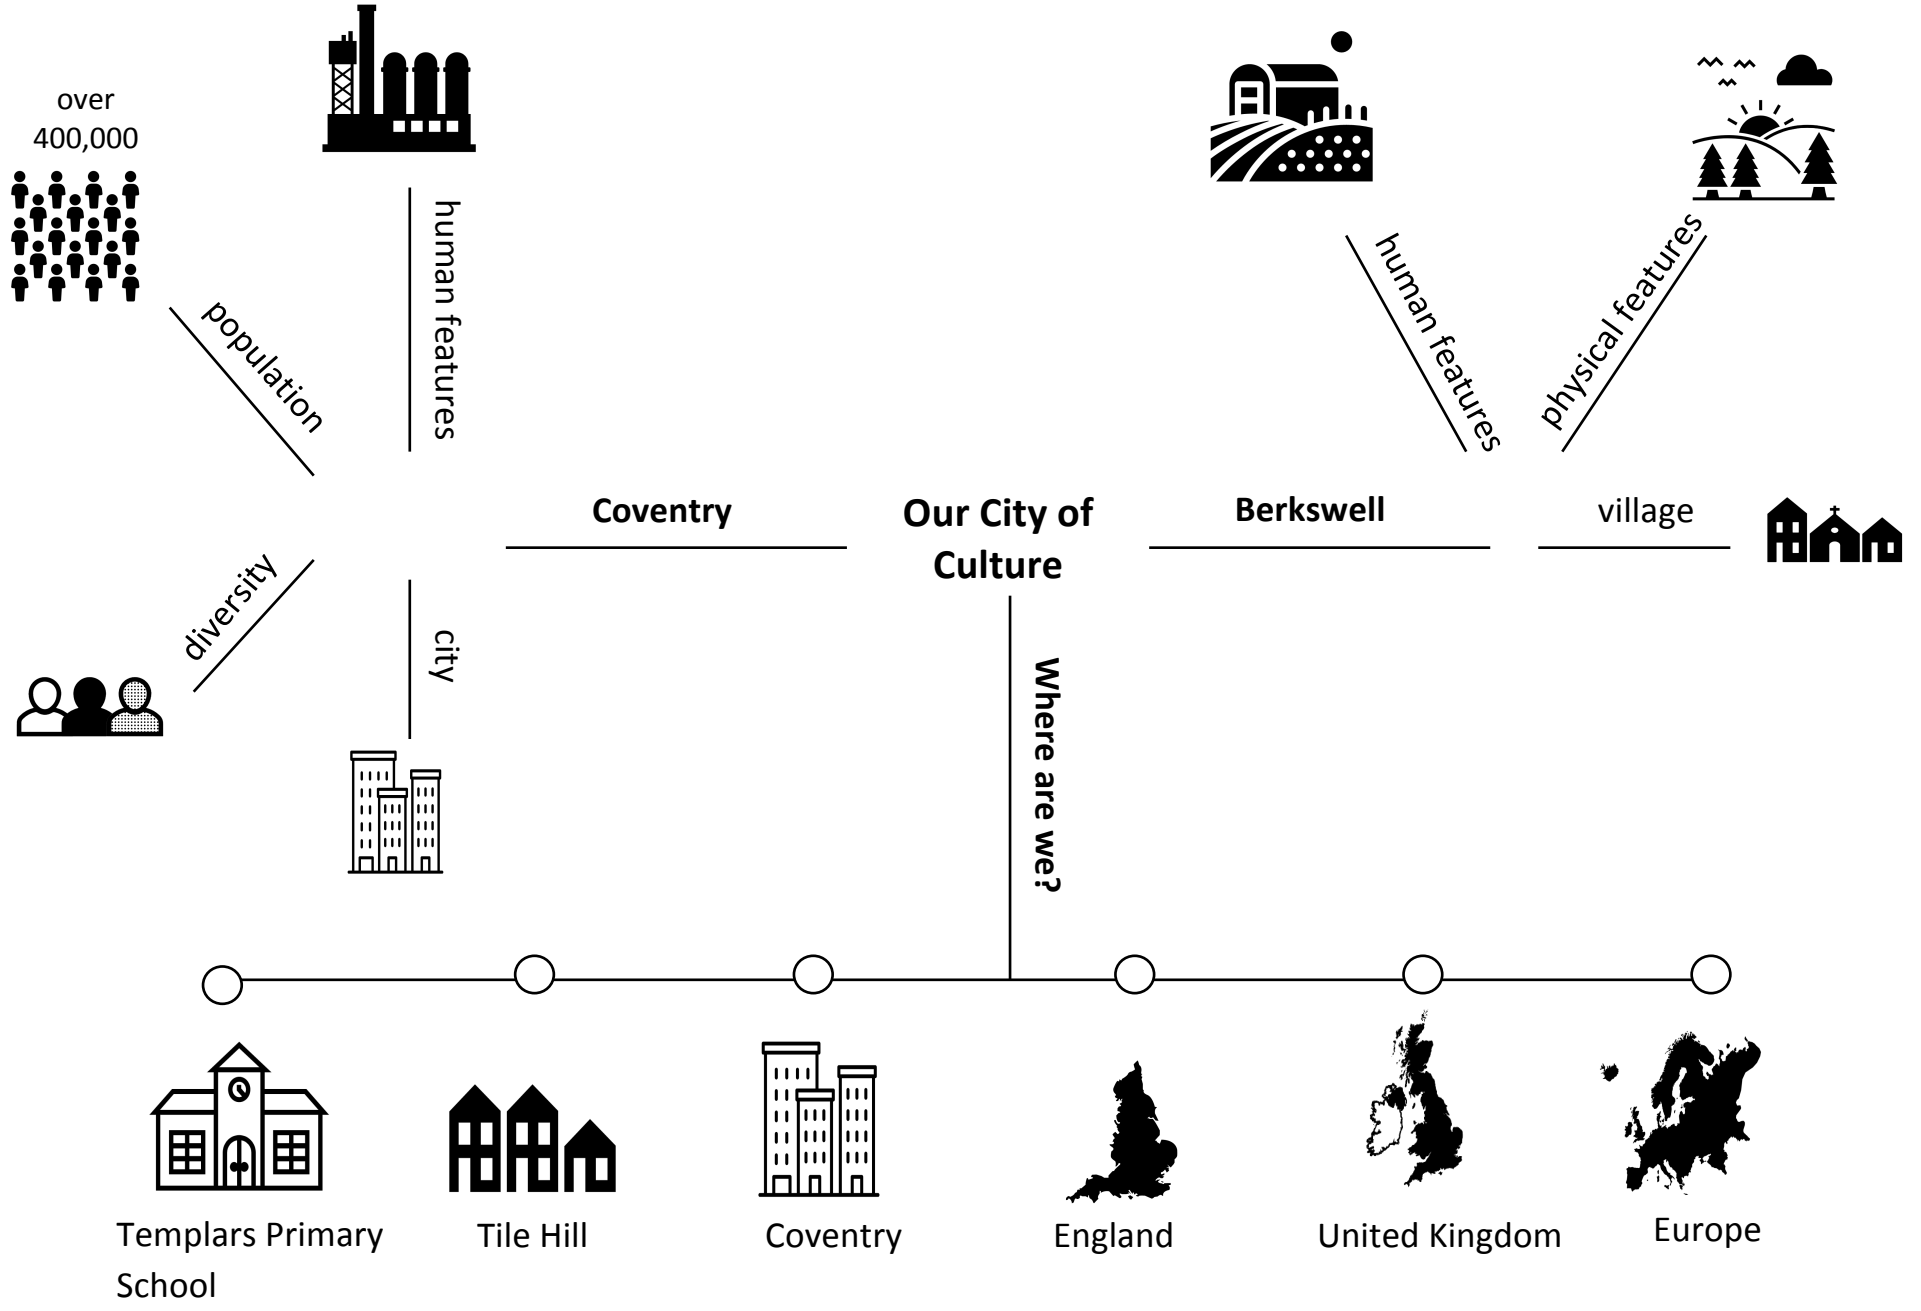 over
400,000
human features
population
human features
physical features
Coventry
Our City of
Culture
Berkswell
village
diversity
city
Where are we?
Templars Primary
School
Tile Hill
Coventry
England
United Kingdom
Europe